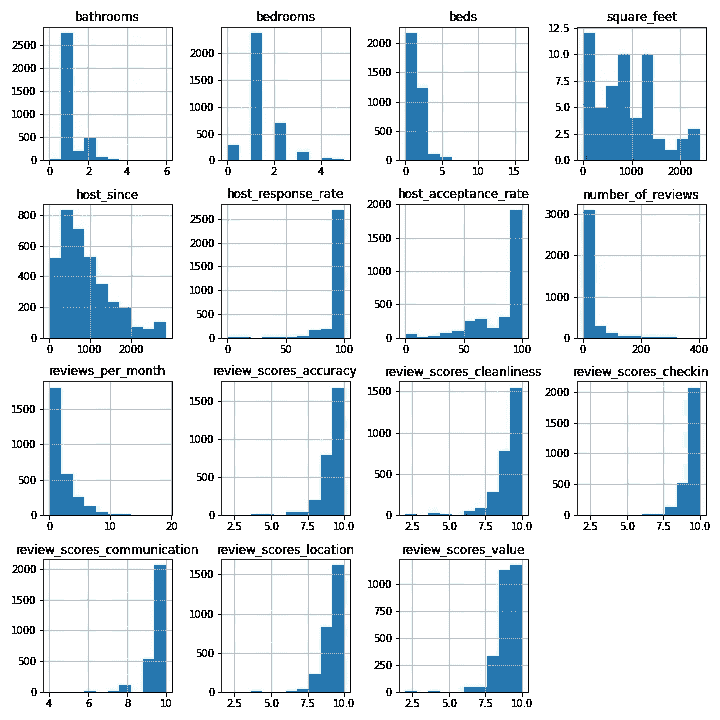 bathrooms
2500
2000
1500
1000
500
0
0 2 4 6
bedrooms
2000
1500
1000
500
0
0 2 4
beds
2000
1500
1000
500
0
0 5 10 15
square_feet
12.5
10.0
7.5
5.0
2.5
0.0
0 1000 2000
host_since
800
600
400
200
0
0 1000 2000
host_response_rate
2500
2000
1500
1000
500
0
0 50 100
host_acceptance_rate
2000
1500
1000
500
0
0 50 100
number_of_reviews
3000
2000
1000
0
0 200 400
reviews_per_month
1500
1000
500
0
0 10 20
review_scores_accuracy
1500
1000
500
0
2.5 5.0 7.5 10.0
review_scores_cleanliness
1500
1000
500
0
2.5 5.0 7.5 10.0
review_scores_checkin
2000
1500
1000
500
0
2.5 5.0 7.5 10.0
review_scores_communication
2000
1500
1000
500
0
4 6 8 10
review_scores_location
1500
1000
500
0
2.5 5.0 7.5 10.0
review_scores_value
1000
750
500
250
0
2.5 5.0 7.5 10.0